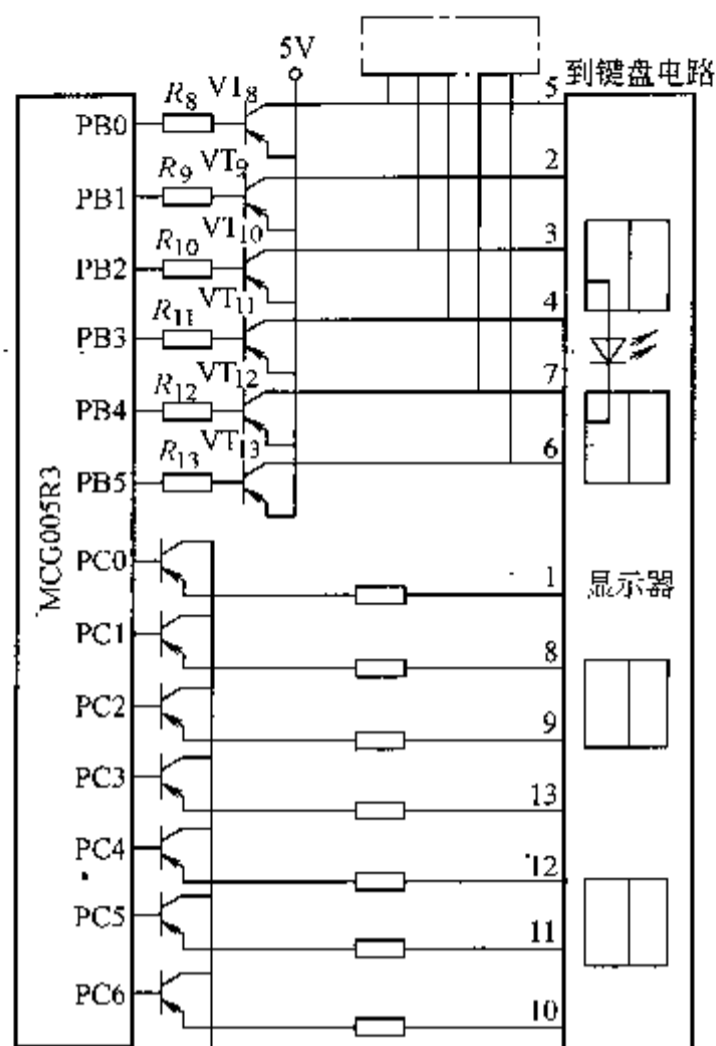 5V
到键盘电路
R8 VT8 5
PB0
R9 VT9 2
PB1
R10 VT10 3
PB2
R11 VT11 4
PB3
R12 VT12 7
PB4
R13 VT13 6
PB5
MCG005R3
PC0 1 显示器
PC1 8
PC2 9
PC3 13
PC4 12
PC5 11
PC6 10